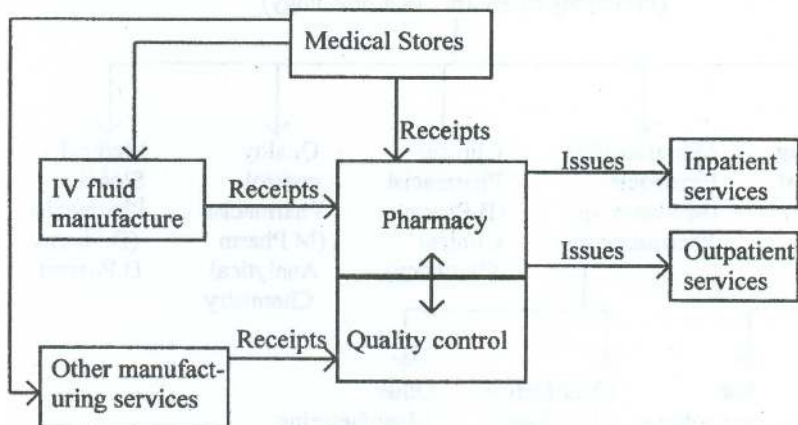 Medical Stores
Receipts
IV fluid
manufacture
Receipts
Pharmacy
Issues
Inpatient
services
Issues
Outpatient
services
Quality control
Receipts
Other manufact-
uring services